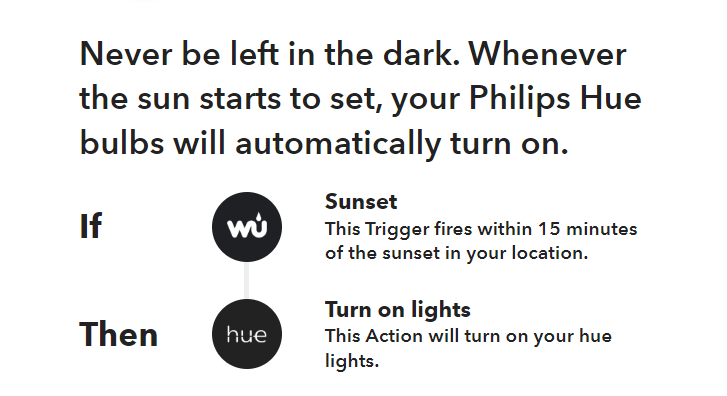 Never be left in the dark. Whenever
the sun starts to set, your Philips Hue
bulbs will automatically turn on.
If
wu
Sunset
This Trigger fires within 15 minutes
of the sunset in your location.
Then
hue
Turn on lights
This Action will turn on your hue
lights.